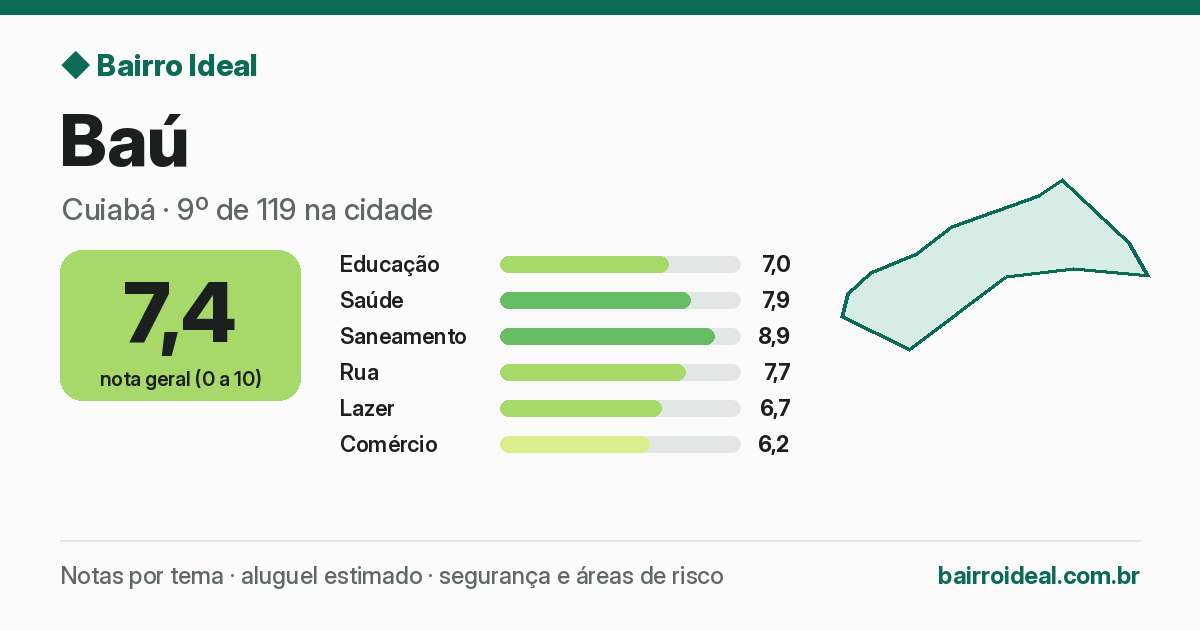 Bairro Ideal
Baú
Cuiabá · 9º de 119 na cidade
7,4
nota geral (0 a 10)
Educação 7,0
Saúde 7,9
Saneamento 8,9
Rua 7,7
Lazer 6,7
Comércio 6,2
Notas por tema · aluguel estimado · segurança e áreas de risco
bairroideal.com.br